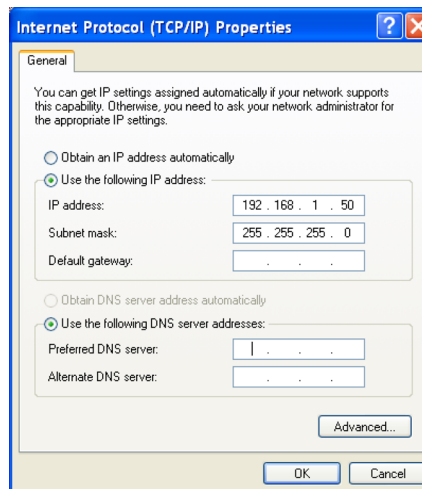 Internet Protocol (TCP/IP) Properties
General
You can get IP settings assigned automatically if your network supports
this capability. Otherwise, you need to ask your network administrator for
the appropriate IP settings.
Obtain an IP address automatically
Use the following IP address:
IP address: 192 . 168 . 1 . 50
Subnet mask: 255 . 255 . 255 . 0
Default gateway: . . .
Obtain DNS server address automatically
Use the following DNS server addresses:
Preferred DNS server: . . .
Alternate DNS server: . . .
Advanced...
OK Cancel